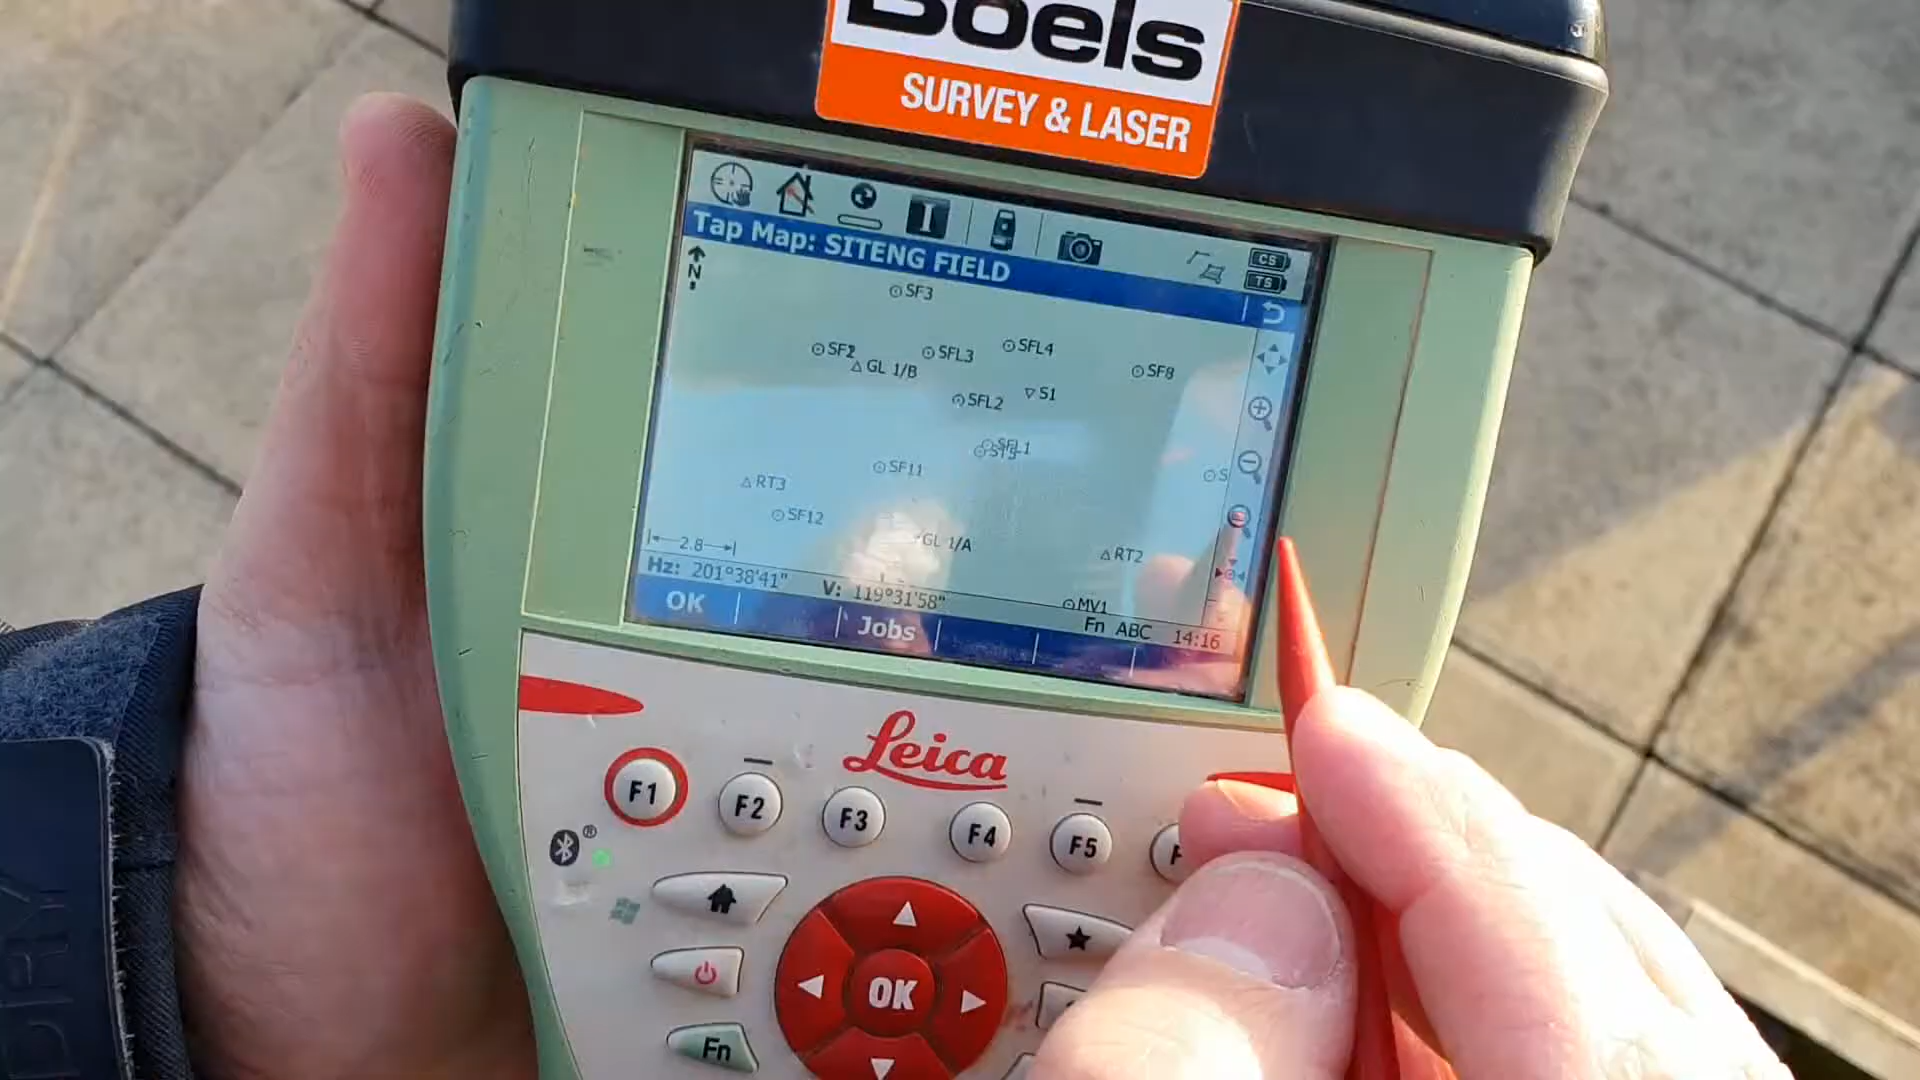 Boels
SURVEY & LASER
CS
TS
Tap Map: SITENG FIELD
N
SF3
SF2
SFL3
SFL4
SF8
GL 1/B
SFL2
S1
SF11
S
RT3
SF12
GL 1/A
RT2
2.8
MV1
Hz: 201°38'41" V: 119°31'58"
Fn ABC 14:16
OK Jobs
Leica
F1 F2 F3 F4 F5 F
OK
Fn
DRY